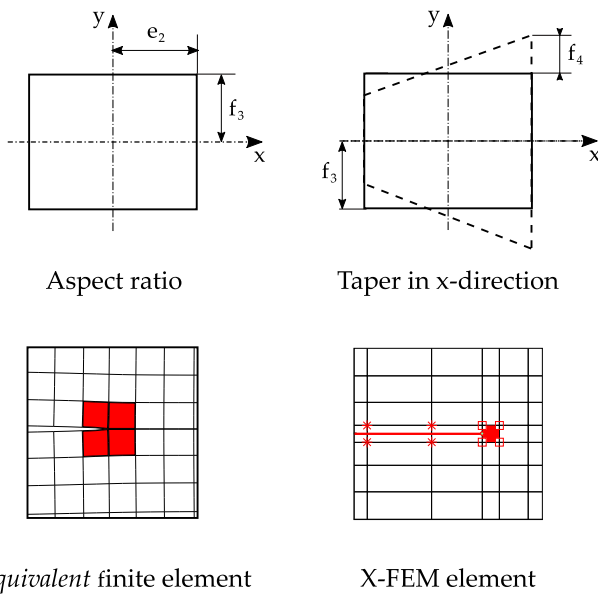 y
e2
f3
x
Aspect ratio
y
f4
f3
x
Taper in x-direction
quivalent finite element
X-FEM element